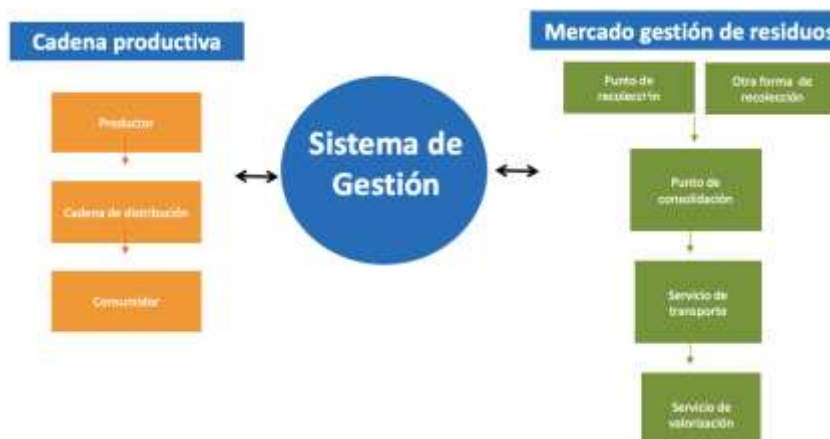 Cadena productiva
Productor
Cadena de distribución
Consumidor
Sistema de
Gestión
Mercado gestión de residuos
Punto de
recolección
Otra forma de
recolección
Punto de
consolidación
Servicio de
transporte
Servicio de
valorización